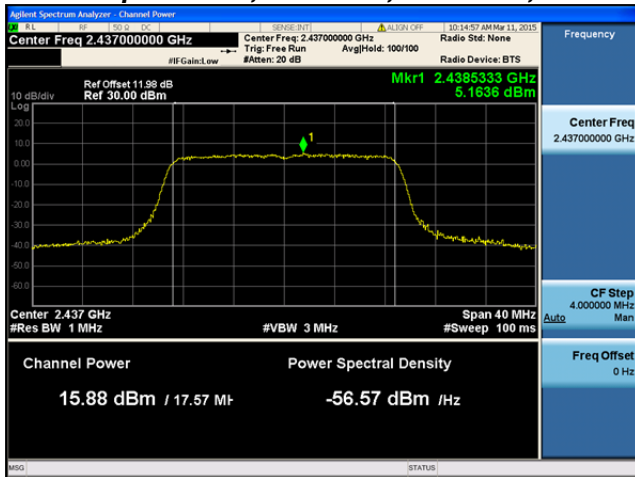 Agilent Spectrum Analyzer - Channel Power
RL RF 50 Ω DC SENSE:INT ALIGN OFF 10:14:57 AM Mar 11, 2015
Center Freq 2.437000000 GHz
Center Freq: 2.437000000 GHz
Radio Std: None
Trig: Free Run Avg|Hold: 100/100
#IFGain:Low #Atten: 20 dB Radio Device: BTS
Mkr1 2.4385333 GHz
5.1636 dBm
Ref Offset 11.98 dB
10 dB/div Ref 30.00 dBm
Log
20.0
10.0
1
0.00
-10.0
-20.0
-30.0
-40.0
-50.0
-60.0
Center 2.437 GHz Span 40 MHz
#Res BW 1 MHz #VBW 3 MHz #Sweep 100 ms
Channel Power Power Spectral Density
15.88 dBm / 17.57 MH -56.57 dBm /Hz
MSG STATUS
Frequency
Center Freq
2.437000000 GHz
CF Step
4.000000 MHz
Auto Man
Freq Offset
0 Hz